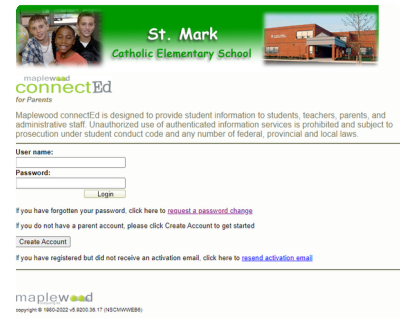 St. Mark
Catholic Elementary School
maplewood
connectEd
for Parents
Maplewood connectEd is designed to provide student information to students, teachers, parents, and
administrative staff. Unauthorized use of authenticated information services is prohibited and subject to
prosecution under student conduct code and any number of federal, provincial and local laws.
User name:
Password:
Login
If you have forgotten your password, click here to request a password change
If you do not have a parent account, please click Create Account to get started
Create Account
If you have registered but did not receive an activation email, click here to resend activation email
maplewood
copyright © 1980-2022 v5.9200.36.17 (NSCMWWEB6)